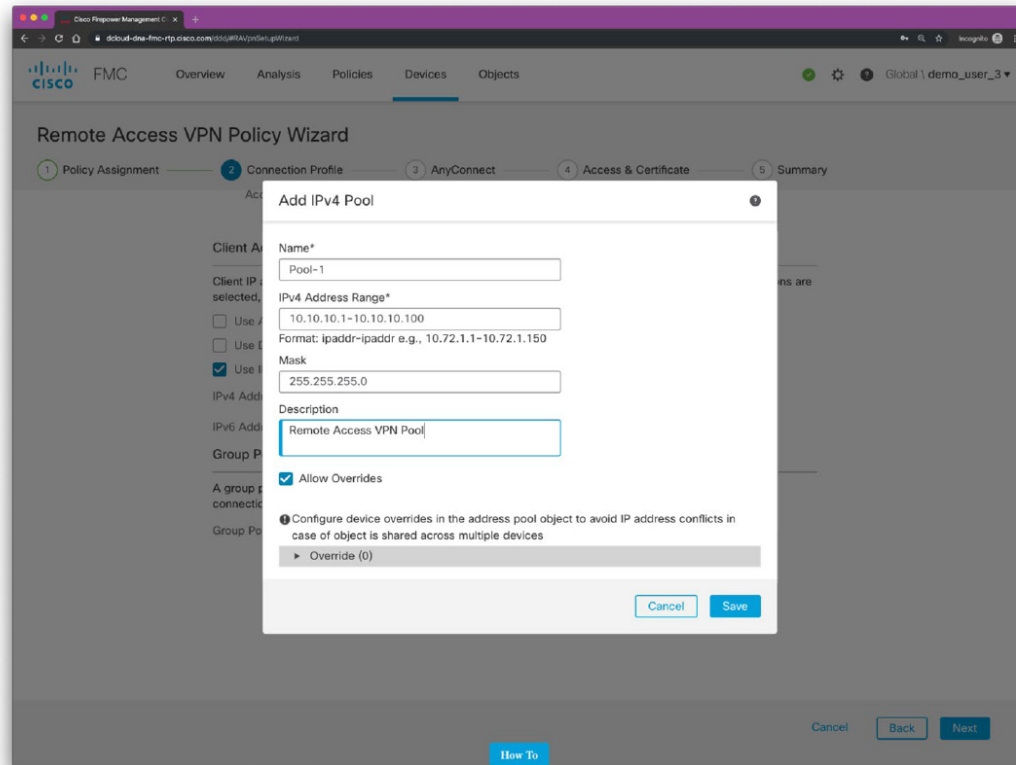 Cisco Firepower Management C
dcloud-dna-fmc-rtp.cisco.com/ddd/#RAVpnSetupWizard
Incognito
CISCO
FMC
Overview
Analysis
Policies
Devices
Objects
Global \ demo_user_3
Remote Access VPN Policy Wizard
1 Policy Assignment
2 Connection Profile
3 AnyConnect
4 Access & Certificate
5 Summary
Add IPv4 Pool
Client A
Name*
Pool-1
Client IP
ns are
selected,
IPv4 Address Range*
Use
10.10.10.1-10.10.10.100
Format: ipaddr-ipaddr e.g., 10.72.1.1-10.72.1.150
Use
Mask
Use I
255.255.255.0
IPv4 Add
Description
IPv6 Add
Remote Access VPN Pool
Group P
Allow Overrides
A group p
connectio
Configure device overrides in the address pool object to avoid IP address conflicts in
Group Po
case of object is shared across multiple devices
Override (0)
Cancel
Save
Cancel
Back
Next
How To